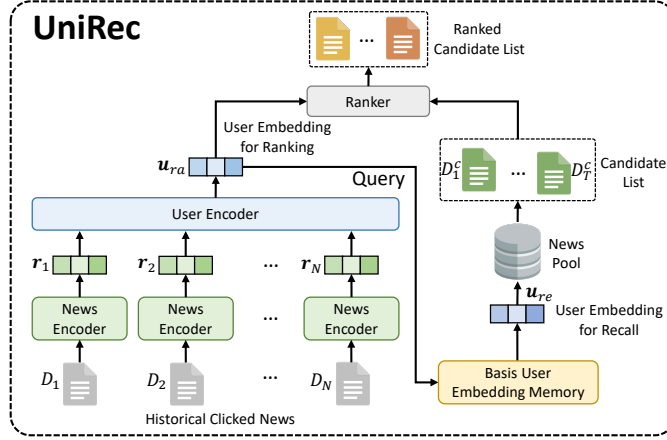 UniRec
...
Ranked
Candidate List
Ranker
User Embedding
for Ranking
u_ra
Query
D_1^c
...
D_T^c
Candidate
List
User Encoder
r_1
r_2
...
r_N
News
Pool
News
Encoder
News
Encoder
...
News
Encoder
u_re
User Embedding
for Recall
D_1
D_2
...
D_N
Basis User
Embedding Memory
Historical Clicked News